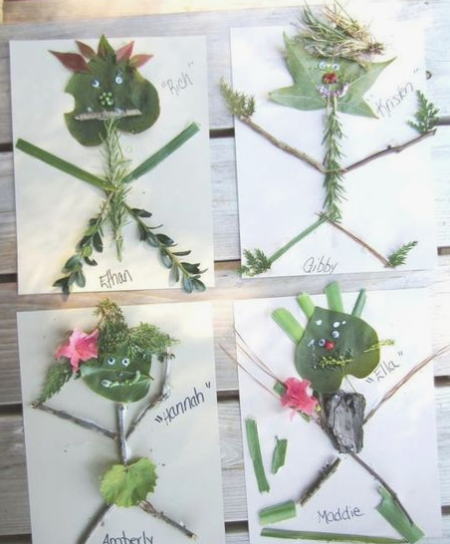 "Rich"
Ethan
"Kristen"
Gibby
"Hannah"
Amberly
"Ella"
Maddie